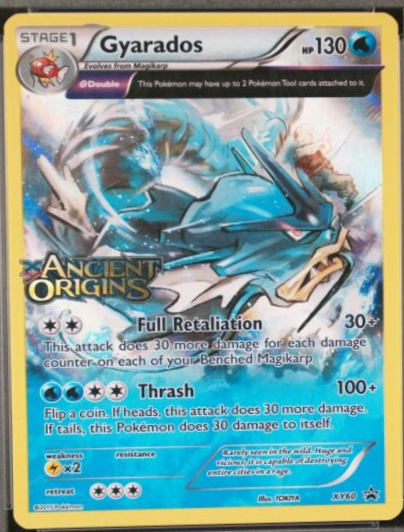 STAGE1
Gyarados
HP130
Evolves from Magikarp
Double
This Pokémon may have up to 2 Pokémon Tool cards attached to it.
ANCIENT
ORIGINS
Full Retaliation 30+
This attack does 30 more damage for each damage
counter on each of your Benched Magikarp.
Thrash 100+
Flip a coin. If heads, this attack does 30 more damage.
If tails, this Pokémon does 30 damage to itself.
weakness resistance
×2
Rarely seen in the wild. Huge and
vicious, it is capable of destroying
entire cities in a rage.
retreat
©2015 Pokémon
Illus. TOKIYA
XY60